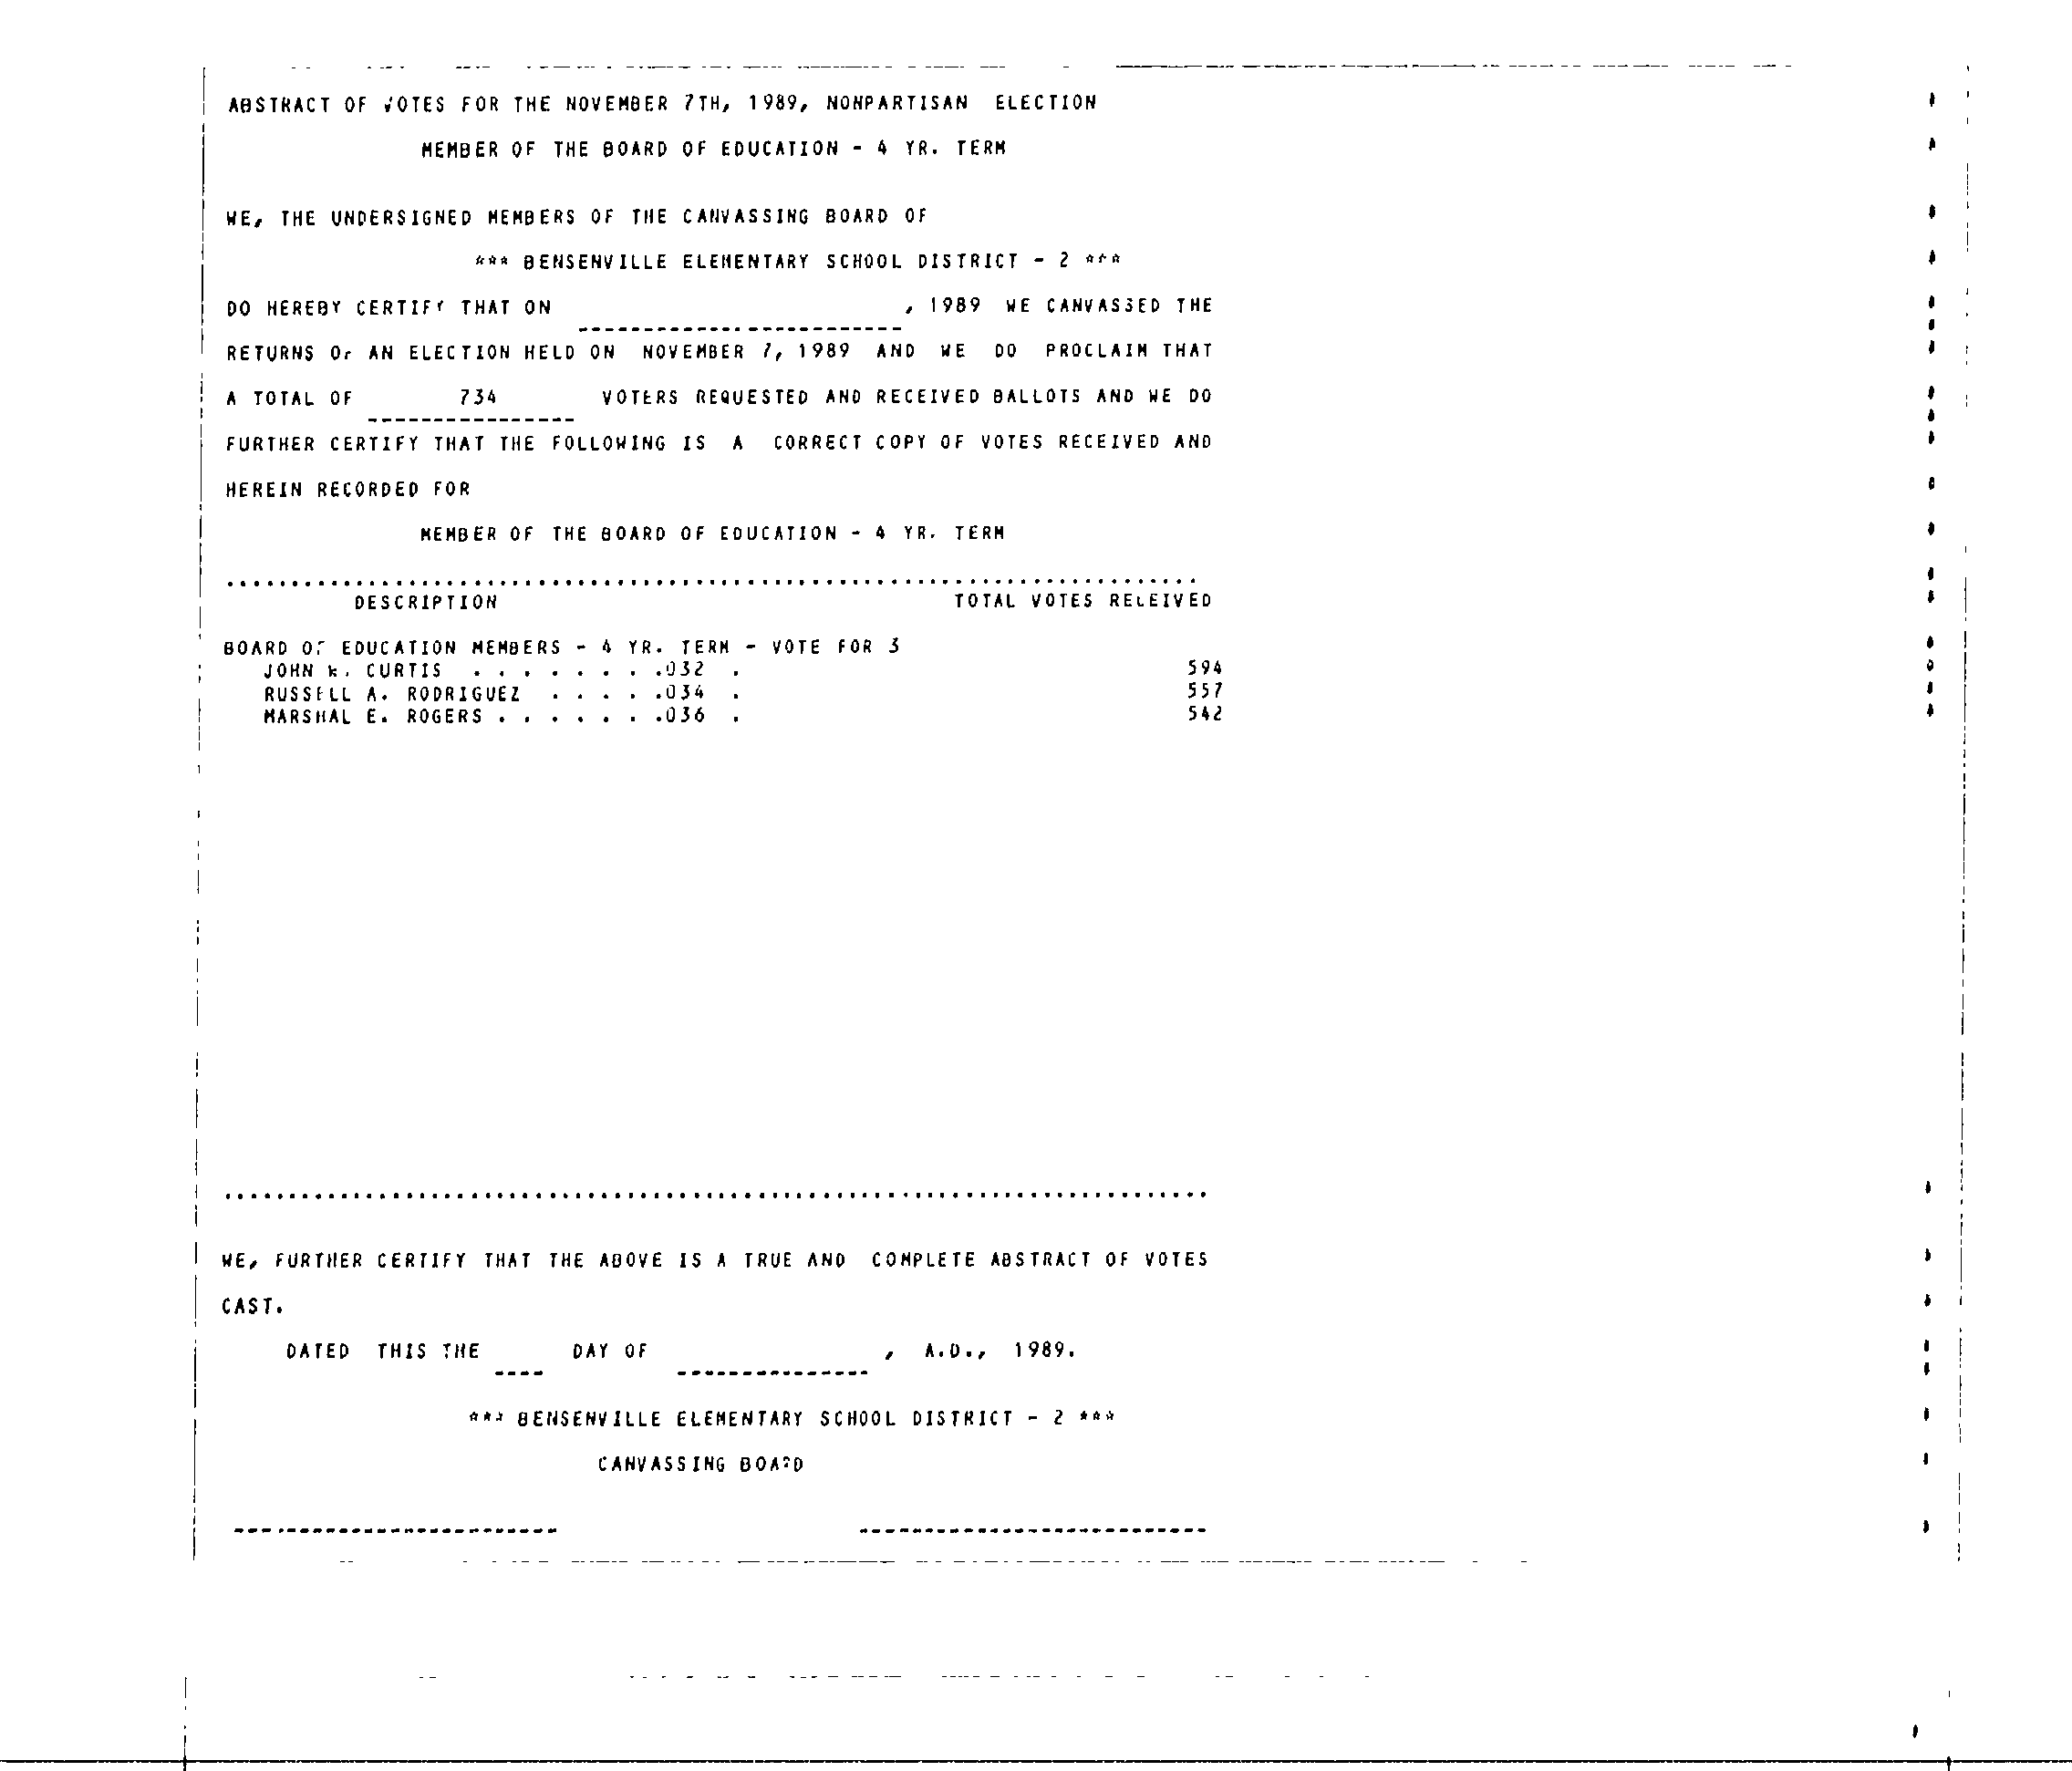 ABSTRACT OF VOTES FOR THE NOVEMBER 7TH, 1989, NONPARTISAN ELECTION
MEMBER OF THE BOARD OF EDUCATION - 4 YR. TERM
WE, THE UNDERSIGNED MEMBERS OF THE CANVASSING BOARD OF
*** BENSENVILLE ELEMENTARY SCHOOL DISTRICT - 2 ***
DO HEREBY CERTIFY THAT ON , 1989 WE CANVASSED THE
RETURNS OF AN ELECTION HELD ON NOVEMBER 7, 1989 AND WE DO PROCLAIM THAT
A TOTAL OF 734 VOTERS REQUESTED AND RECEIVED BALLOTS AND WE DO
FURTHER CERTIFY THAT THE FOLLOWING IS A CORRECT COPY OF VOTES RECEIVED AND
HEREIN RECORDED FOR
MEMBER OF THE BOARD OF EDUCATION - 4 YR. TERM
DESCRIPTION TOTAL VOTES RECEIVED
BOARD OF EDUCATION MEMBERS - 4 YR. TERM - VOTE FOR 3
JOHN CURTIS . . . . . . . .032 . 594
RUSSELL A. RODRIGUEZ . . . . .034 . 557
MARSHAL E. ROGERS . . . . . . .036 . 542
WE, FURTHER CERTIFY THAT THE ABOVE IS A TRUE AND COMPLETE ABSTRACT OF VOTES
CAST.
DATED THIS THE DAY OF , A.D., 1989.
*** BENSENVILLE ELEMENTARY SCHOOL DISTRICT - 2 ***
CANVASSING BOARD